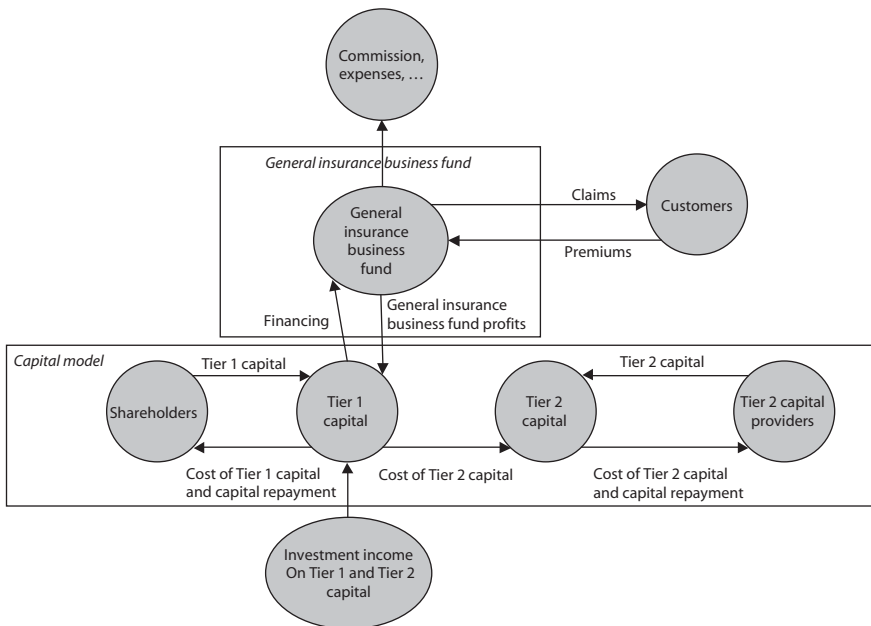 Commission,
expenses, …
General insurance business fund
General
insurance
business
fund
Claims
Customers
Premiums
Financing
General insurance
business fund profits
Capital model
Tier 1 capital
Tier 2 capital
Shareholders
Tier 1
capital
Tier 2
capital
Tier 2 capital
providers
Cost of Tier 1 capital
and capital repayment
Cost of Tier 2 capital
Cost of Tier 2 capital
and capital repayment
Investment income
On Tier 1 and Tier 2
capital